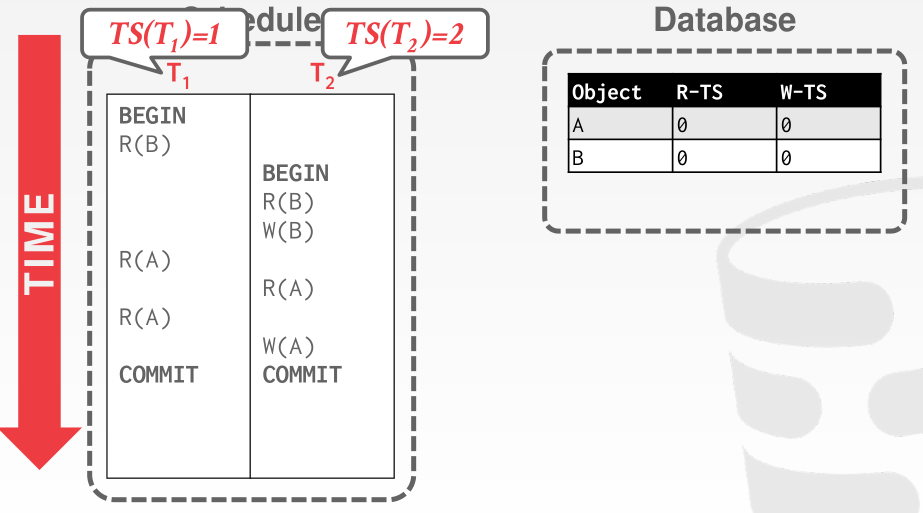 Schedule
Database
TS(T1)=1
TS(T2)=2
T1
T2
Object R-TS W-TS
A 0 0
B 0 0
BEGIN
R(B)
BEGIN
R(B)
W(B)
R(A)
R(A)
R(A)
W(A)
COMMIT COMMIT
TIME